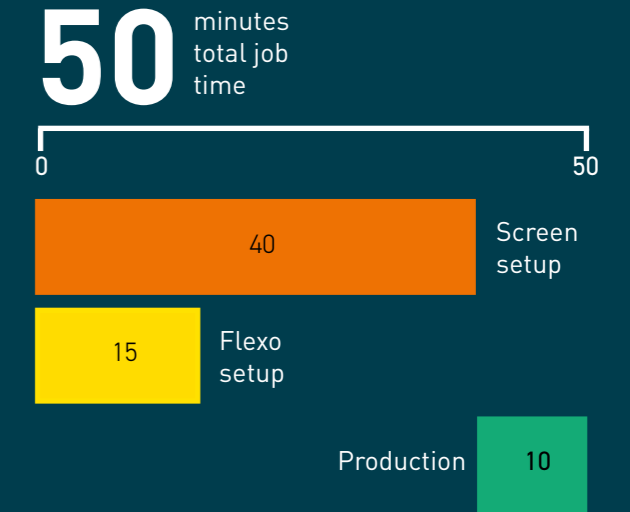 50
minutes
total job
time
0
50
40
Screen
setup
15
Flexo
setup
Production
10